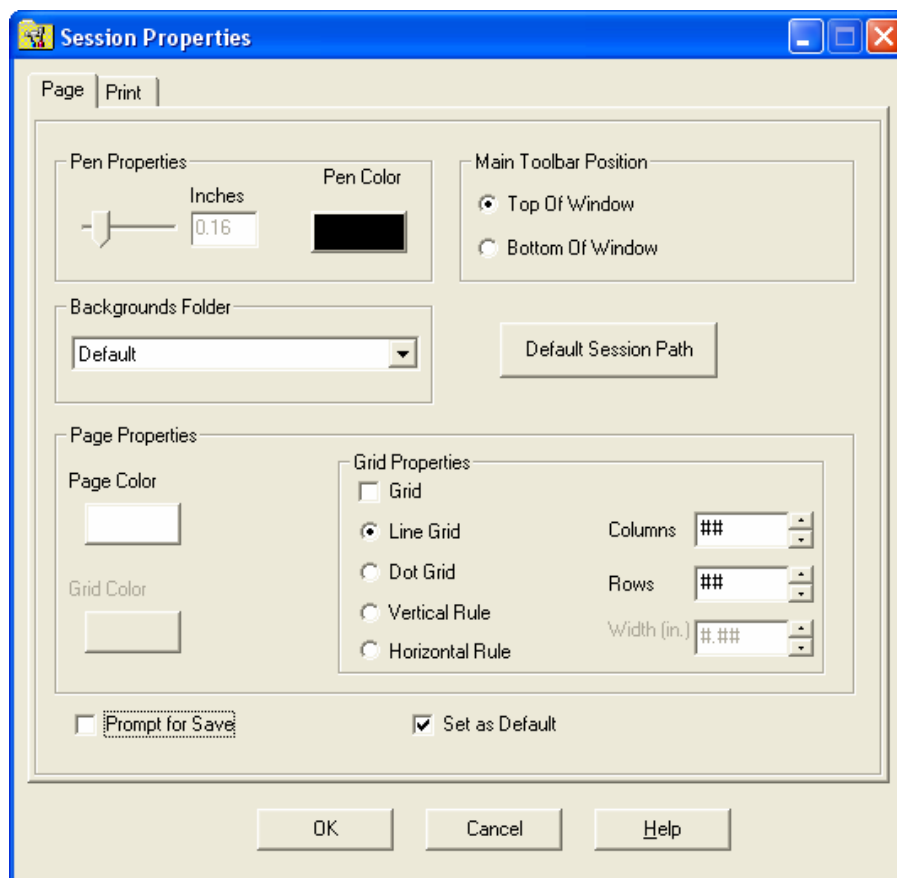 Session Properties
Page
Print
Pen Properties
Inches
0.16
Pen Color
Main Toolbar Position
Top Of Window
Bottom Of Window
Backgrounds Folder
Default
Default Session Path
Page Properties
Page Color
Grid Color
Grid Properties
Grid
Line Grid
Dot Grid
Vertical Rule
Horizontal Rule
Columns ##
Rows ##
Width (in.) #.##
Prompt for Save
Set as Default
OK
Cancel
Help